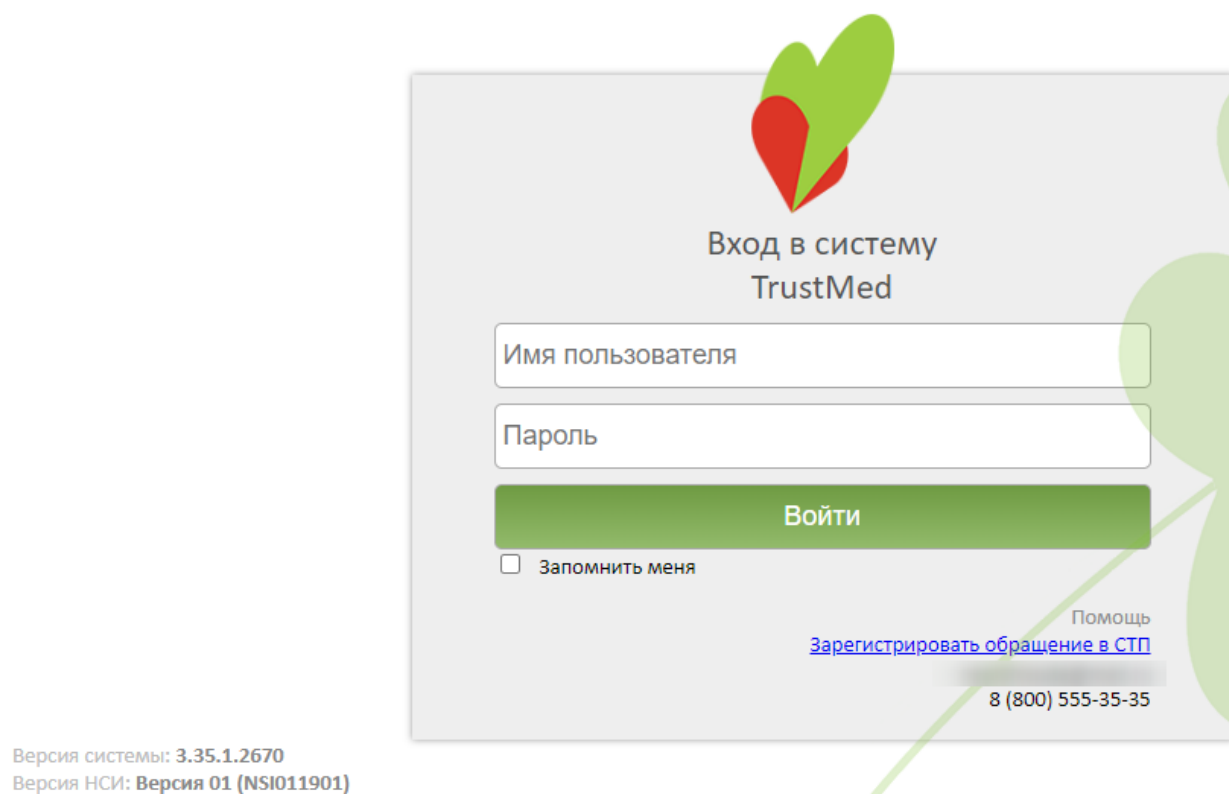 Вход в систему
TrustMed
Имя пользователя
Пароль
Войти
Запомнить меня
Помощь
Зарегистрировать обращение в СТП
8 (800) 555-35-35
Версия системы: 3.35.1.2670
Версия НСИ: Версия 01 (NSI011901)